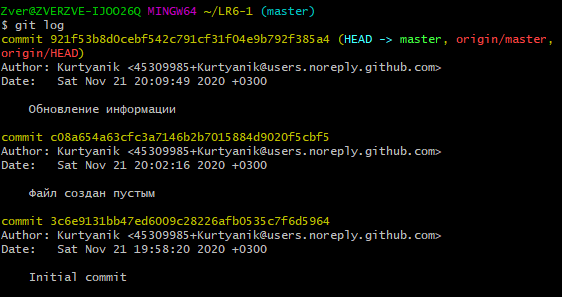 Zver@ZVERZVE-IJOO26Q MINGW64 ~/LR6-1 (master)
$ git log
commit 921f53b8d0cebf542c791cf31f04e9b792f385a4 (HEAD -> master, origin/master,
origin/HEAD)
Author: Kurtyanik <45309985+Kurtyanik@users.noreply.github.com>
Date:   Sat Nov 21 20:09:49 2020 +0300
    Обновление информации
commit c08a654a63cfc3a7146b2b7015884d9020f5cbf5
Author: Kurtyanik <45309985+Kurtyanik@users.noreply.github.com>
Date:   Sat Nov 21 20:02:16 2020 +0300
    Файл создан пустым
commit 3c6e9131bb47ed6009c28226afb0535c7f6d5964
Author: Kurtyanik <45309985+Kurtyanik@users.noreply.github.com>
Date:   Sat Nov 21 19:58:20 2020 +0300
    Initial commit